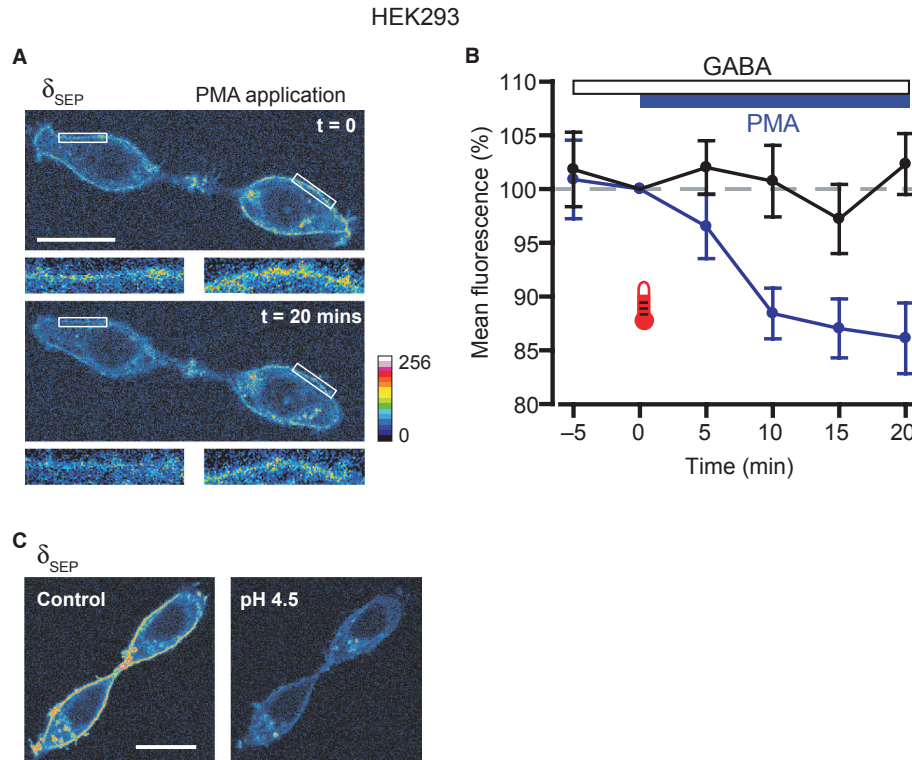 HEK293
A
δSEP
PMA application
t = 0
t = 20 mins
256
0
B
GABA
PMA
Mean fluorescence (%)
110
105
100
95
90
85
80
–5
0
5
10
15
20
Time (min)
C
δSEP
Control
pH 4.5